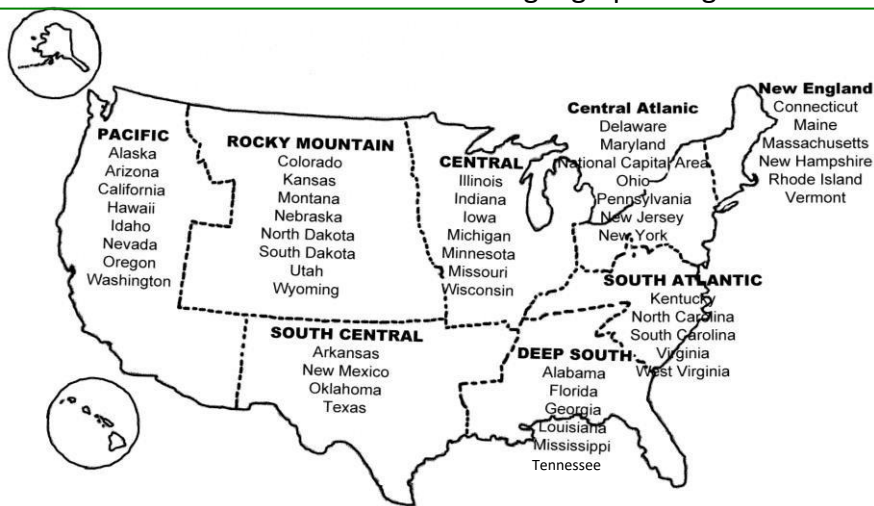 PACIFIC
Alaska
Arizona
California
Hawaii
Idaho
Nevada
Oregon
Washington
ROCKY MOUNTAIN
Colorado
Kansas
Montana
Nebraska
North Dakota
South Dakota
Utah
Wyoming
CENTRAL
Illinois
Indiana
Iowa
Michigan
Minnesota
Missouri
Wisconsin
Central Atlanic
Delaware
Maryland
National Capital Area
Ohio
Pennsylvania
New Jersey
New York
New England
Connecticut
Maine
Massachusetts
New Hampshire
Rhode Island
Vermont
SOUTH CENTRAL
Arkansas
New Mexico
Oklahoma
Texas
DEEP SOUTH
Alabama
Florida
Georgia
Louisiana
Mississippi
Tennessee
SOUTH ATLANTIC
Kentucky
North Carolina
South Carolina
Virginia
West Virginia